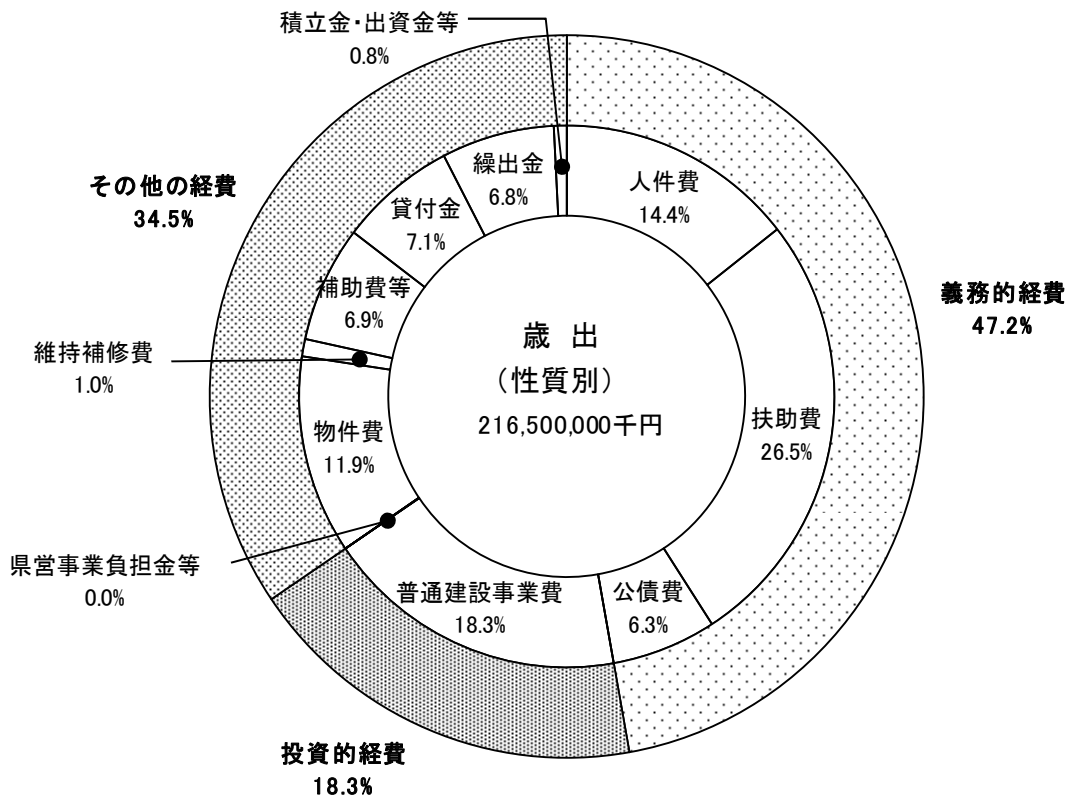 積立金・出資金等
0.8%
繰出金
6.8%
人件費
14.4%
その他の経費
34.5%
貸付金
7.1%
補助費等
6.9%
義務的経費
47.2%
維持補修費
1.0%
歳 出
（性質別）
216,500,000千円
物件費
11.9%
扶助費
26.5%
県営事業負担金等
0.0%
普通建設事業費
18.3%
公債費
6.3%
投資的経費
18.3%